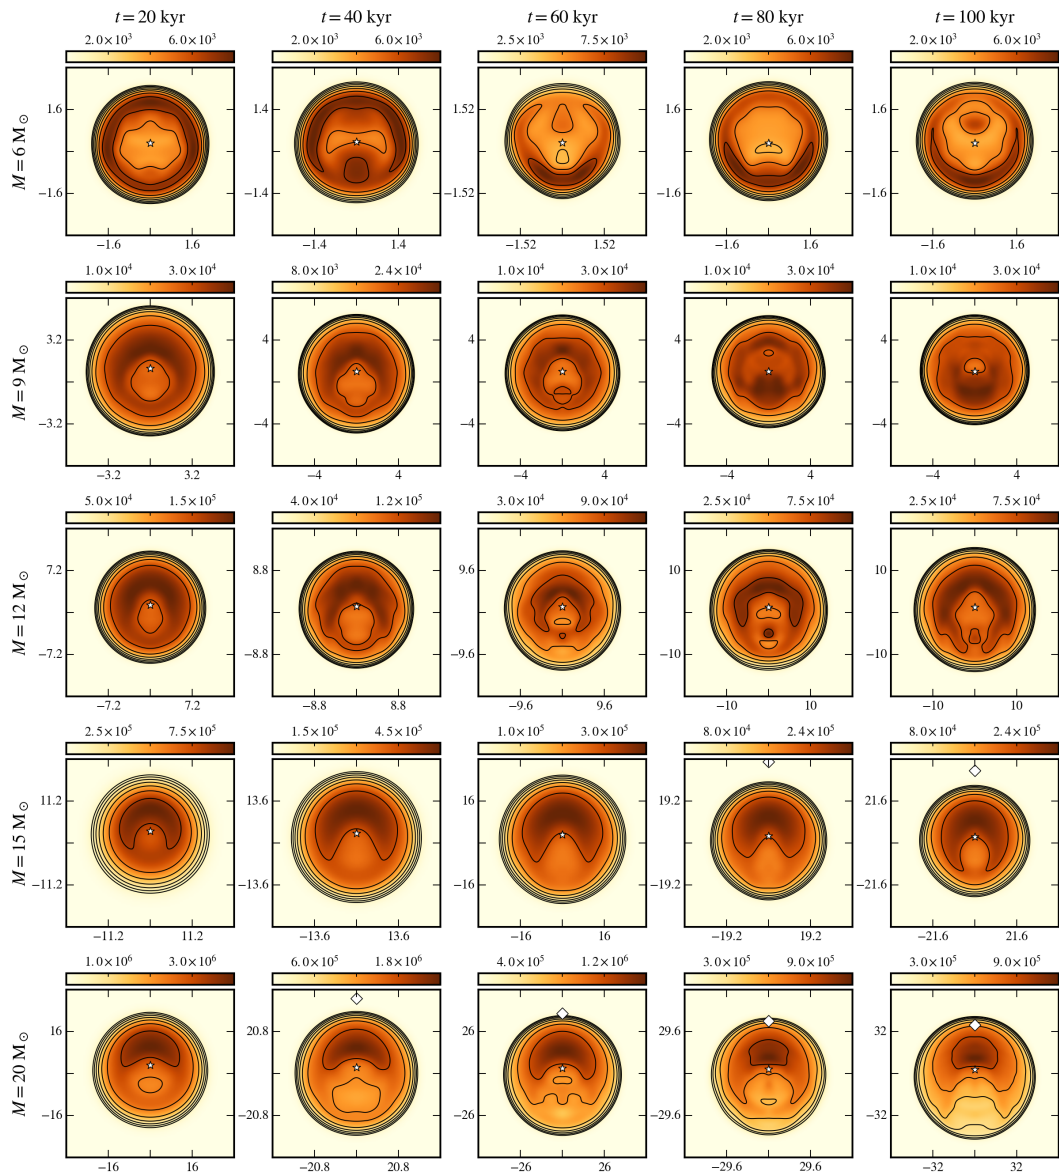 t = 20 kyr t = 40 kyr t = 60 kyr t = 80 kyr t = 100 kyr
2.0×10³ 6.0×10³ 2.0×10³ 6.0×10³ 2.5×10³ 7.5×10³ 2.0×10³ 6.0×10³ 2.0×10³ 6.0×10³
M = 6 M☉
1.6 1.4 1.52 1.6 1.6
−1.6 −1.4 −1.52 −1.6 −1.6
−1.6 1.6 −1.4 1.4 −1.52 1.52 −1.6 1.6 −1.6 1.6
1.0×10⁴ 3.0×10⁴ 8.0×10³ 2.4×10⁴ 1.0×10⁴ 3.0×10⁴ 1.0×10⁴ 3.0×10⁴ 1.0×10⁴ 3.0×10⁴
M = 9 M☉
3.2 4 4 4 4
−3.2 −4 −4 −4 −4
−3.2 3.2 −4 4 −4 4 −4 4 −4 4
5.0×10⁴ 1.5×10⁵ 4.0×10⁴ 1.2×10⁵ 3.0×10⁴ 9.0×10⁴ 2.5×10⁴ 7.5×10⁴ 2.5×10⁴ 7.5×10⁴
M = 12 M☉
7.2 8.8 9.6 10 10
−7.2 −8.8 −9.6 −10 −10
−7.2 7.2 −8.8 8.8 −9.6 9.6 −10 10 −10 10
2.5×10⁵ 7.5×10⁵ 1.5×10⁵ 4.5×10⁵ 1.0×10⁵ 3.0×10⁵ 8.0×10⁴ 2.4×10⁵ 8.0×10⁴ 2.4×10⁵
M = 15 M☉
11.2 13.6 16 19.2 21.6
−11.2 −13.6 −16 −19.2 −21.6
−11.2 11.2 −13.6 13.6 −16 16 −19.2 19.2 −21.6 21.6
1.0×10⁶ 3.0×10⁶ 6.0×10⁵ 1.8×10⁶ 4.0×10⁵ 1.2×10⁶ 3.0×10⁵ 9.0×10⁵ 3.0×10⁵ 9.0×10⁵
M = 20 M☉
16 20.8 26 29.6 32
−16 −20.8 −26 −29.6 −32
−16 16 −20.8 20.8 −26 26 −29.6 29.6 −32 32